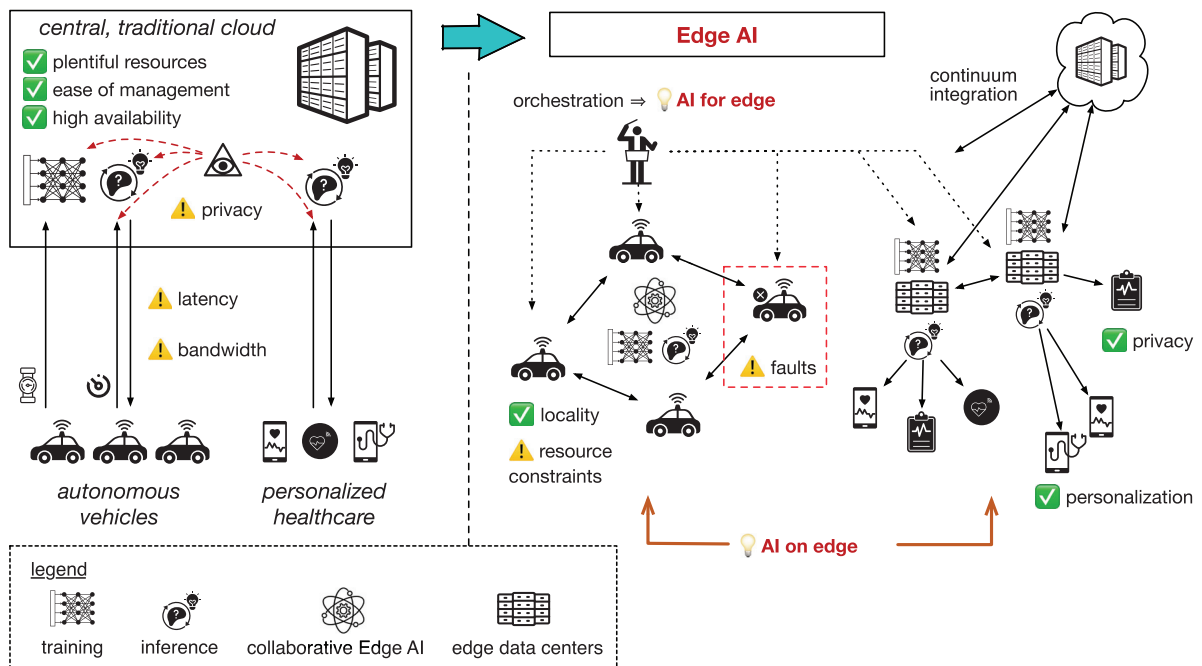 central, traditional cloud
✅ plentiful resources
✅ ease of management
✅ high availability
?
?
⚠️ privacy
⚠️ latency
⚠️ bandwidth
autonomous
vehicles
personalized
healthcare
Edge AI
orchestration ⇒ 💡 AI for edge
continuum
integration
?
⚠️ faults
✅ locality
⚠️ resource
constraints
?
?
✅ privacy
✅ personalization
💡 AI on edge
legend
?
training
inference
collaborative Edge AI
edge data centers